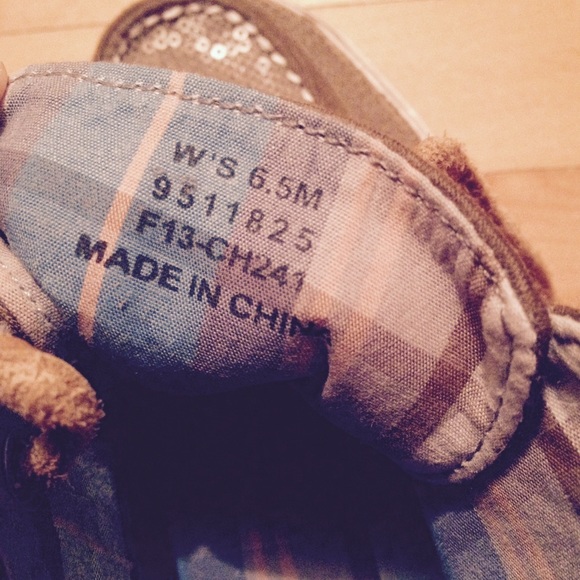 W'S 6.5M
9511825
F13-CH241
MADE IN CHINA